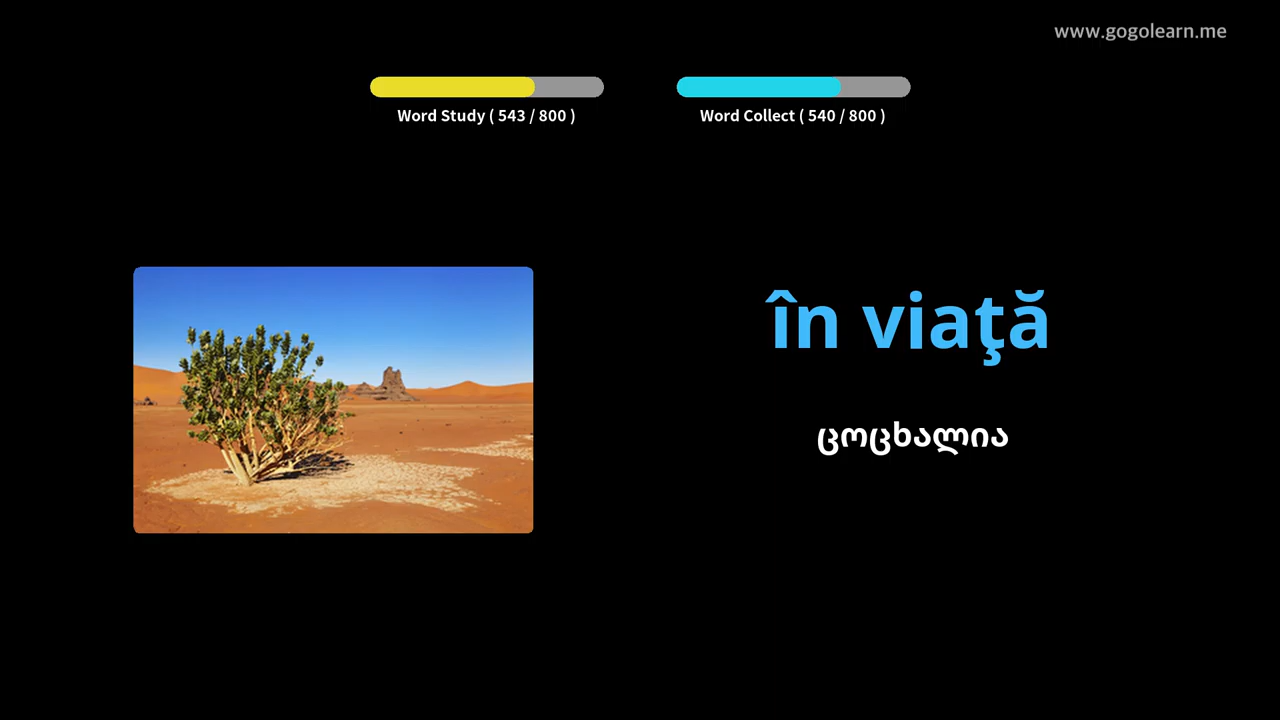 www.gogolearn.me
Word Study ( 543 / 800 )
Word Collect ( 540 / 800 )
în viaţă
ცოცხალია